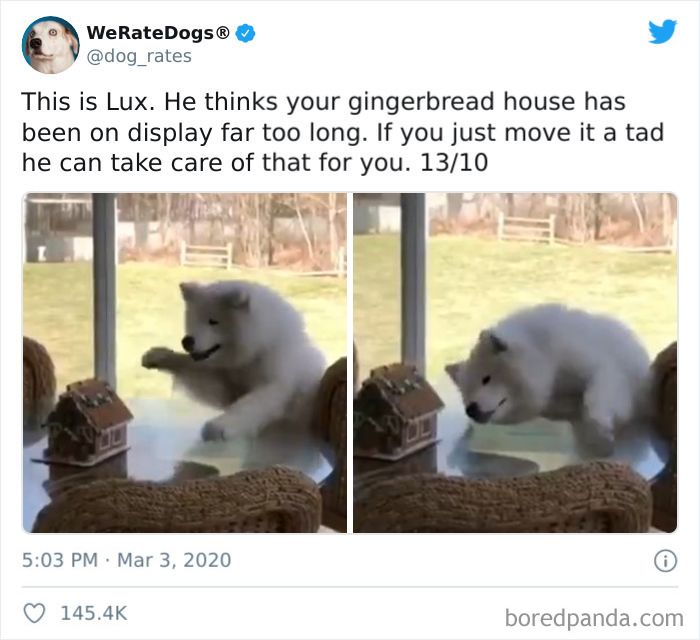 WeRateDogs®
@dog_rates
This is Lux. He thinks your gingerbread house has
been on display far too long. If you just move it a tad
he can take care of that for you. 13/10
5:03 PM · Mar 3, 2020
145.4K
boredpanda.com